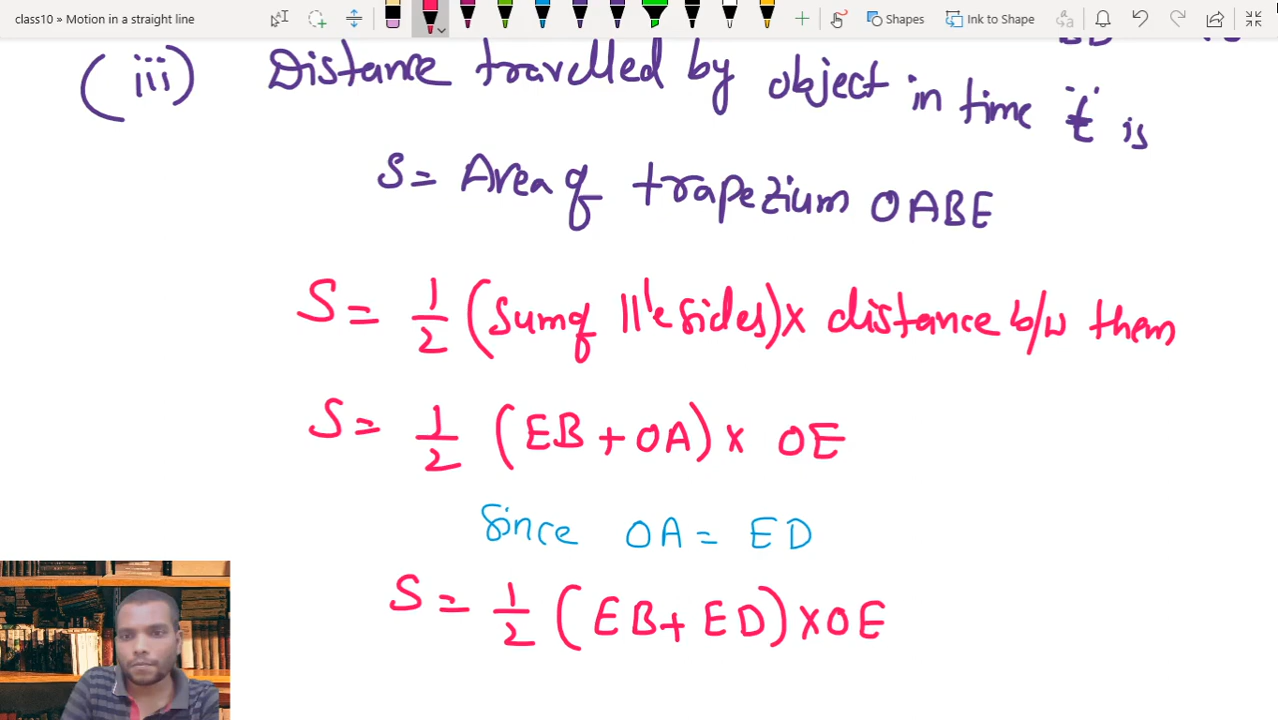 class10 » Motion in a straight line
Shapes
Ink to Shape
(iii) Distance travelled by object in time 't' is
S = Area of trapezium OABE
S = 1/2 (Sum of ||'le sides) x distance b/w them
S = 1/2 (EB + OA) x OE
Since OA = ED
S = 1/2 (EB + ED) x OE